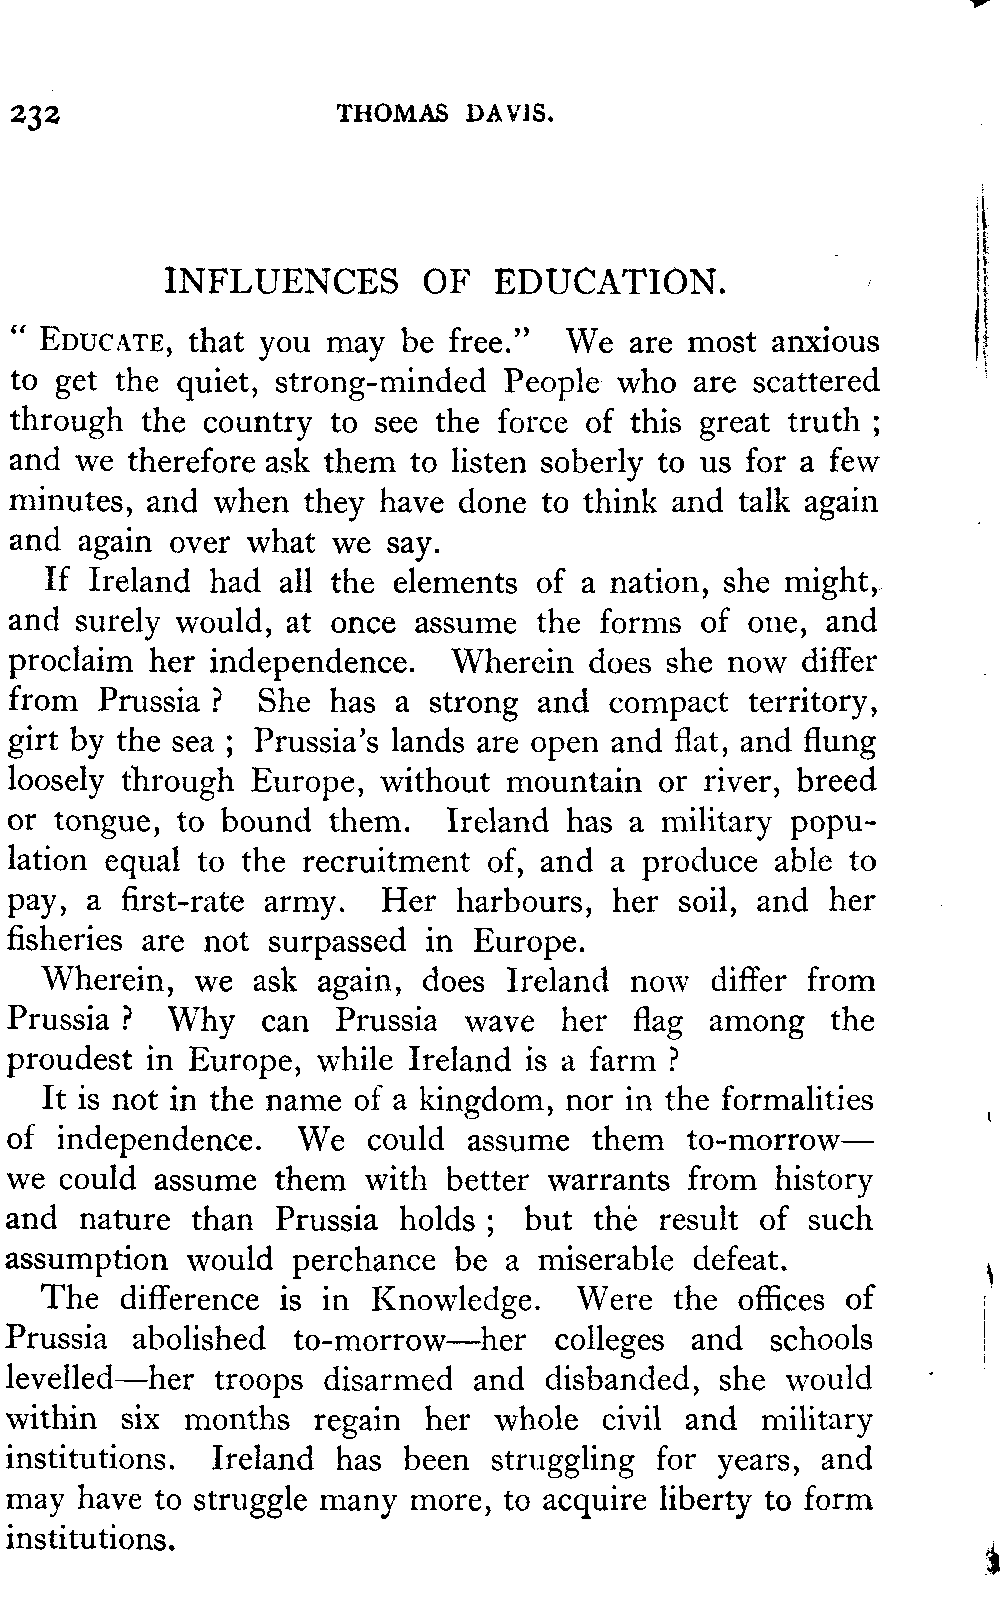 232 THOMAS DAVIS.
INFLUENCES OF EDUCATION.
" EDUCATE, that you may be free." We are most anxious
to get the quiet, strong-minded People who are scattered
through the country to see the force of this great truth ;
and we therefore ask them to listen soberly to us for a few
minutes, and when they have done to think and talk again
and again over what we say.
If Ireland had all the elements of a nation, she might,
and surely would, at once assume the forms of one, and
proclaim her independence. Wherein does she now differ
from Prussia ? She has a strong and compact territory,
girt by the sea ; Prussia's lands are open and flat, and flung
loosely through Europe, without mountain or river, breed
or tongue, to bound them. Ireland has a military popu-
lation equal to the recruitment of, and a produce able to
pay, a first-rate army. Her harbours, her soil, and her
fisheries are not surpassed in Europe.
Wherein, we ask again, does Ireland now differ from
Prussia ? Why can Prussia wave her flag among the
proudest in Europe, while Ireland is a farm ?
It is not in the name of a kingdom, nor in the formalities
of independence. We could assume them to-morrow—
we could assume them with better warrants from history
and nature than Prussia holds ; but the result of such
assumption would perchance be a miserable defeat.
The difference is in Knowledge. Were the offices of
Prussia abolished to-morrow—her colleges and schools
levelled—her troops disarmed and disbanded, she would
within six months regain her whole civil and military
institutions. Ireland has been struggling for years, and
may have to struggle many more, to acquire liberty to form
institutions.